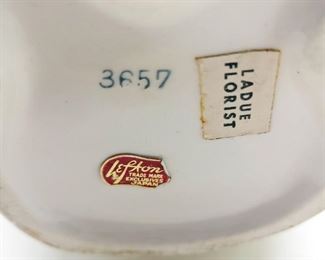 3657
LADUE
FLORIST
Lefton
TRADE MARK
EXCLUSIVES
JAPAN